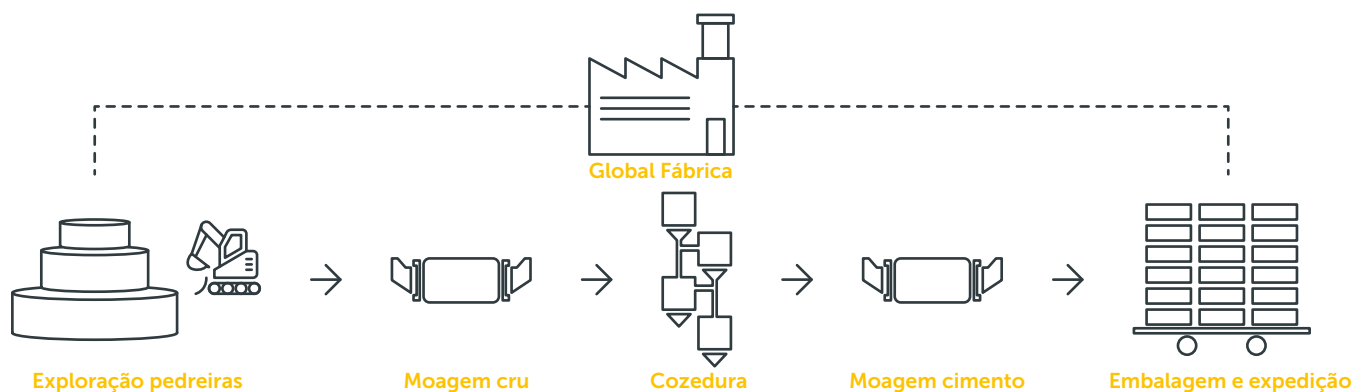 Global Fábrica
Exploração pedreiras
Moagem cru
Cozedura
Moagem cimento
Embalagem e expedição